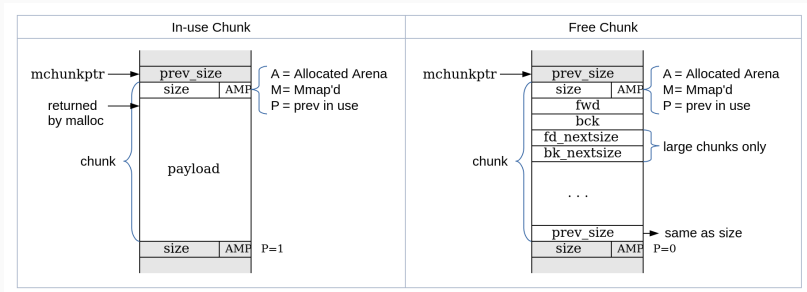 In-use Chunk
Free Chunk
mchunkptr
prev_size
size
AMP
A = Allocated Arena
M= Mmap'd
P = prev in use
returned
by malloc
chunk
payload
size
AMP
P=1
mchunkptr
prev_size
size
AMP
A = Allocated Arena
M= Mmap'd
P = prev in use
fwd
bck
fd_nextsize
bk_nextsize
large chunks only
chunk
. . .
prev_size
same as size
size
AMP
P=0